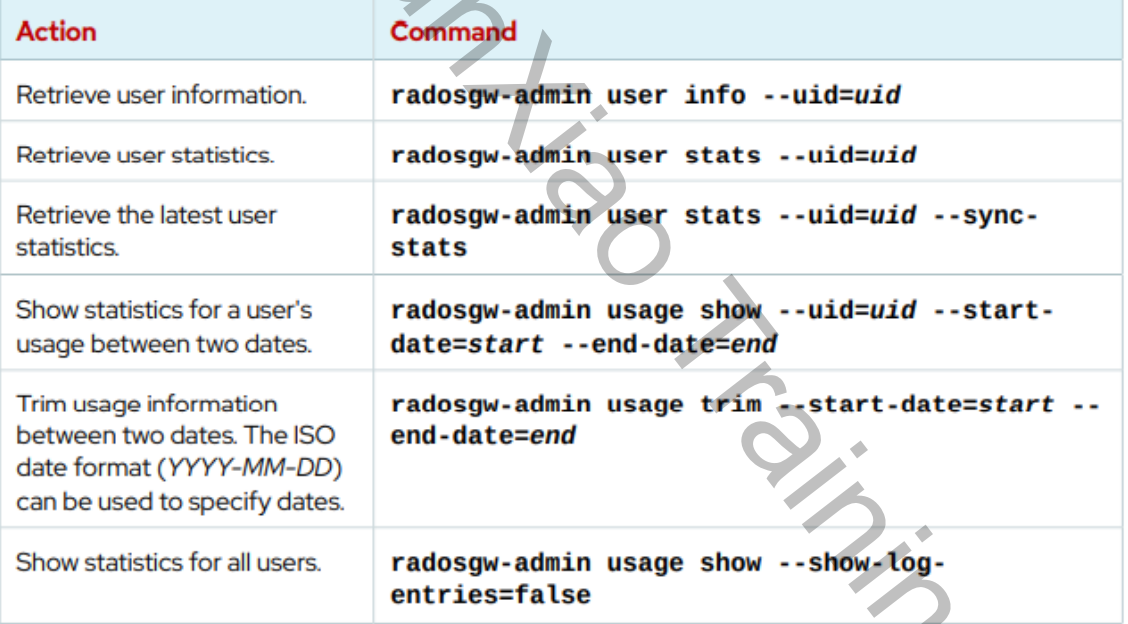 Action Command
Retrieve user information. radosgw-admin user info --uid=uid
Retrieve user statistics. radosgw-admin user stats --uid=uid
Retrieve the latest user
statistics.
radosgw-admin user stats --uid=uid --sync-
stats
Show statistics for a user's
usage between two dates.
radosgw-admin usage show --uid=uid --start-
date=start --end-date=end
Trim usage information
between two dates. The ISO
date format (YYYY-MM-DD)
can be used to specify dates.
radosgw-admin usage trim --start-date=start --
end-date=end
Show statistics for all users. radosgw-admin usage show --show-log-
entries=false